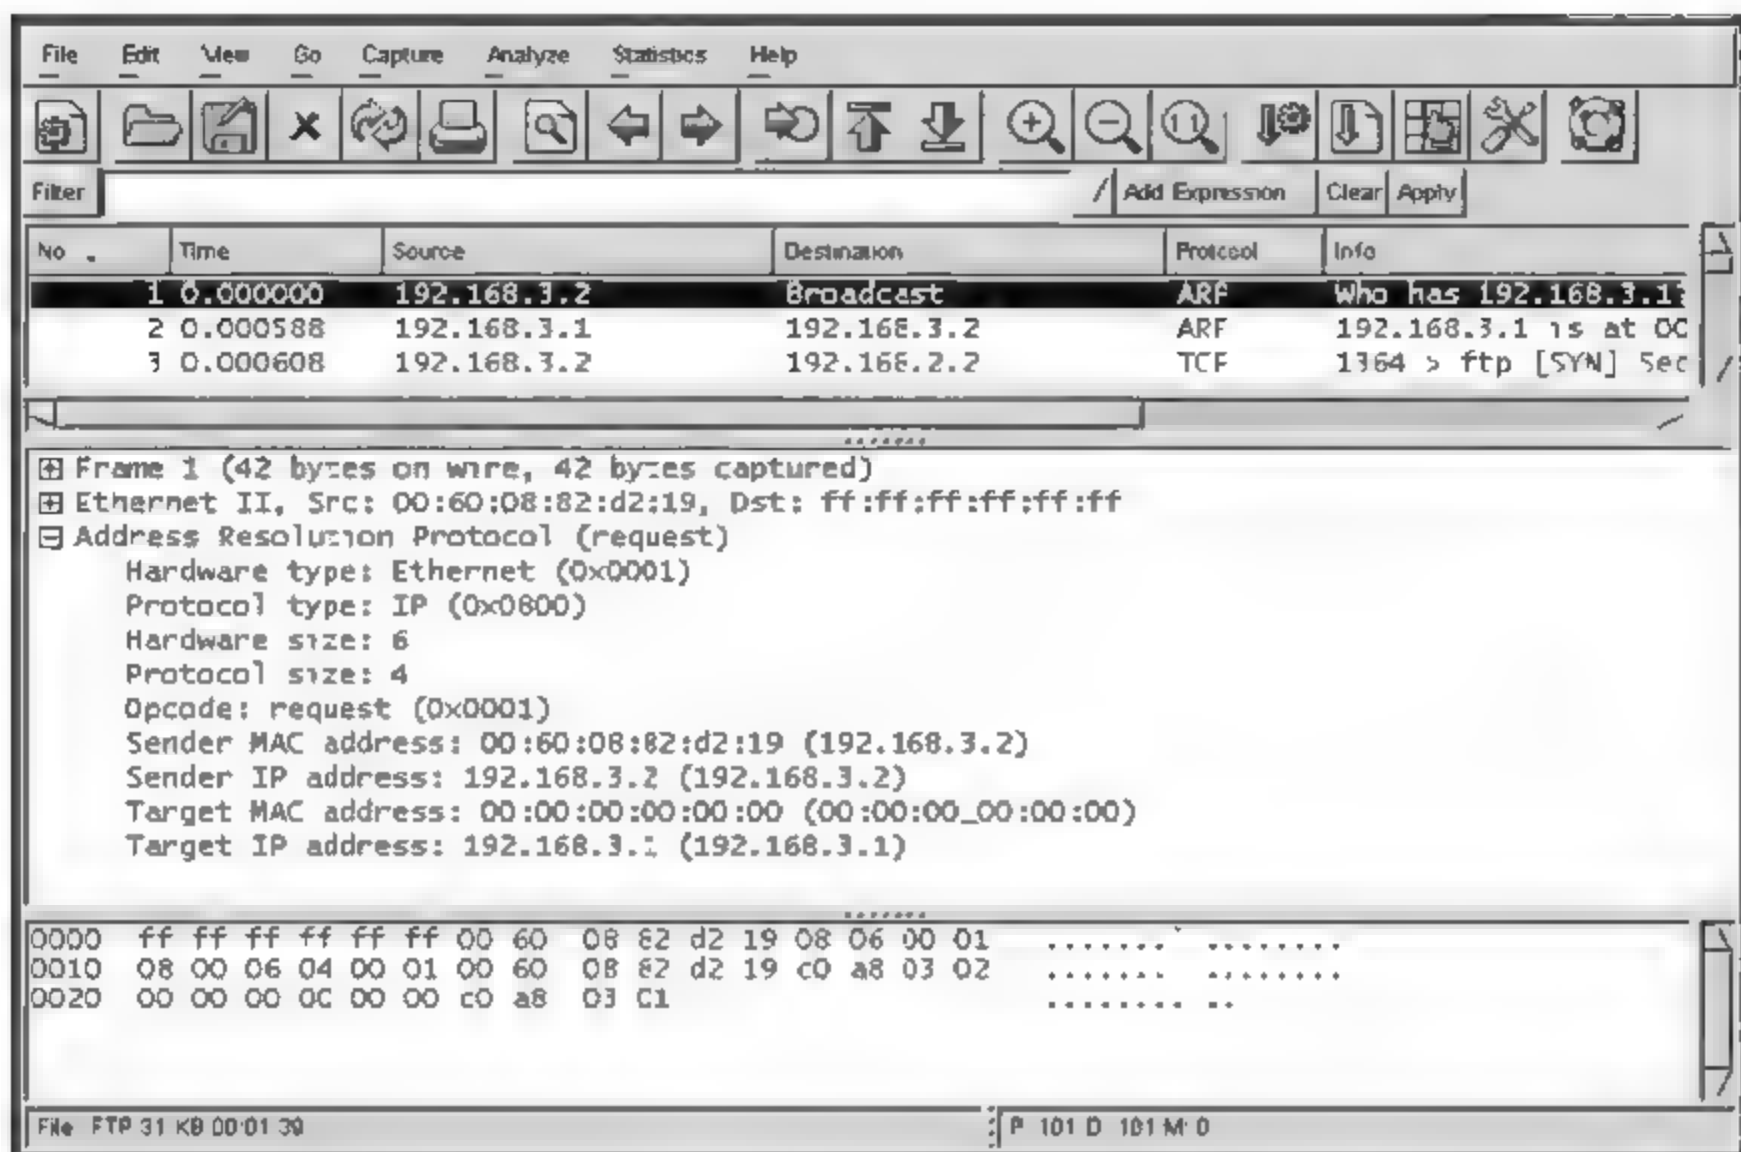 File Edit View Go Capture Analyze Statistics Help
Filter / Add Expression Clear Apply
No . Time Source Destination Protocol Info
1 0.000000 192.168.3.2 Broadcast ARP Who has 192.168.3.1?
2 0.000588 192.168.3.1 192.168.3.2 ARP 192.168.3.1 is at 00
3 0.000608 192.168.3.2 192.168.2.2 TCP 1364 > ftp [SYN] Seq
Frame 1 (42 bytes on wire, 42 bytes captured)
Ethernet II, Src: 00:60:08:82:d2:19, Dst: ff:ff:ff:ff:ff:ff
Address Resolution Protocol (request)
Hardware type: Ethernet (0x0001)
Protocol type: IP (0x0800)
Hardware size: 6
Protocol size: 4
Opcode: request (0x0001)
Sender MAC address: 00:60:08:82:d2:19 (192.168.3.2)
Sender IP address: 192.168.3.2 (192.168.3.2)
Target MAC address: 00:00:00:00:00:00 (00:00:00_00:00:00)
Target IP address: 192.168.3.1 (192.168.3.1)
0000 ff ff ff ff ff ff 00 60 08 82 d2 19 08 06 00 01 .......` ........
0010 08 00 06 04 00 01 00 60 08 82 d2 19 c0 a8 03 02 ....... ........
0020 00 00 00 00 00 00 c0 a8 03 01 ........ ..
File FTP 31 KB 00:01:39 P 101 D 101 M: 0